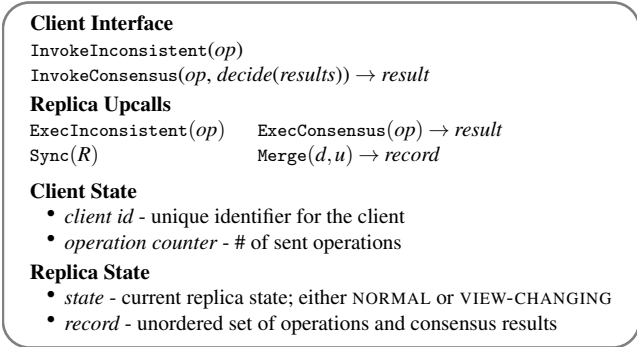 Client Interface
InvokeInconsistent(op)
InvokeConsensus(op, decide(results)) → result
Replica Upcalls
ExecInconsistent(op) ExecConsensus(op) → result
Sync(R) Merge(d,u) → record
Client State
• client id - unique identifier for the client
• operation counter - # of sent operations
Replica State
• state - current replica state; either NORMAL or VIEW-CHANGING
• record - unordered set of operations and consensus results